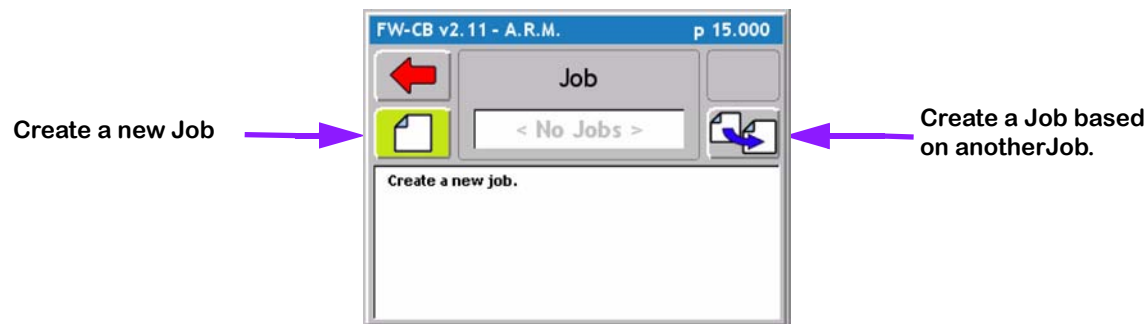 FW-CB v2.11 - A.R.M. p 15.000
Job
Create a new Job
< No Jobs >
Create a Job based
on anotherJob.
Create a new job.